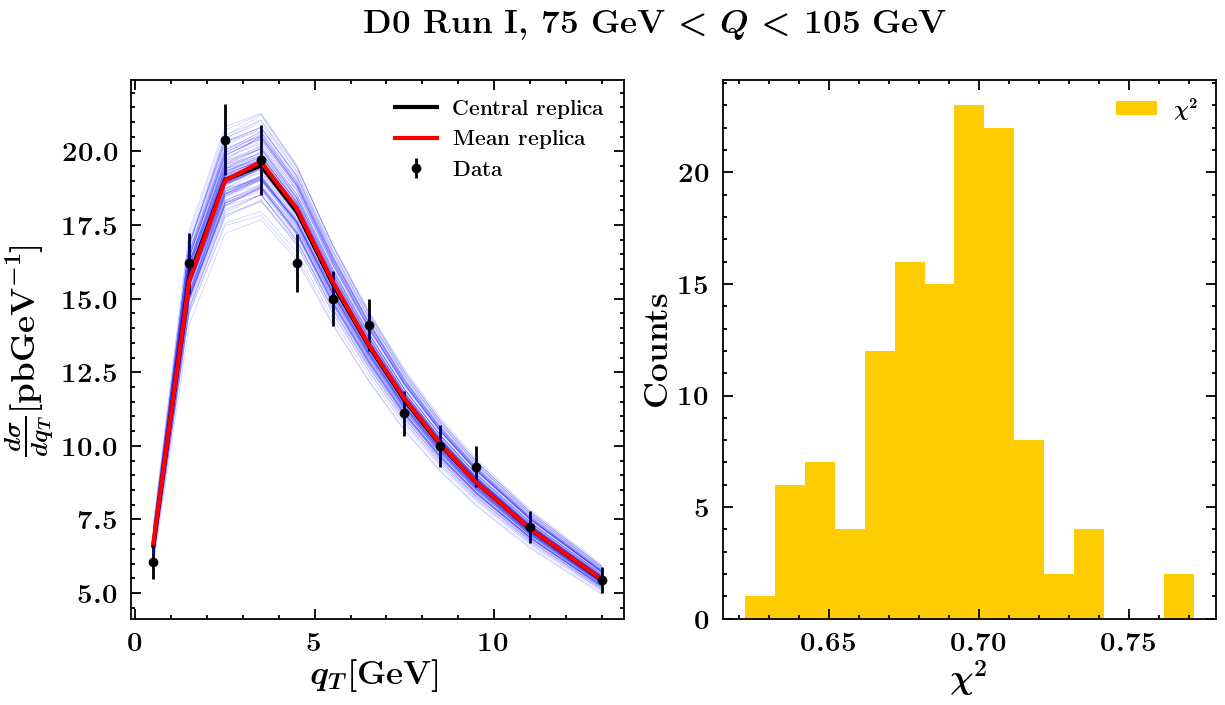 D0 Run I, 75 GeV < Q < 105 GeV
dσ/dq_T [pbGeV⁻¹]
20.0
17.5
15.0
12.5
10.0
7.5
5.0
0 5 10
q_T[GeV]
Central replica
Mean replica
Data
Counts
20
15
10
5
0
0.65 0.70 0.75
χ²
χ²